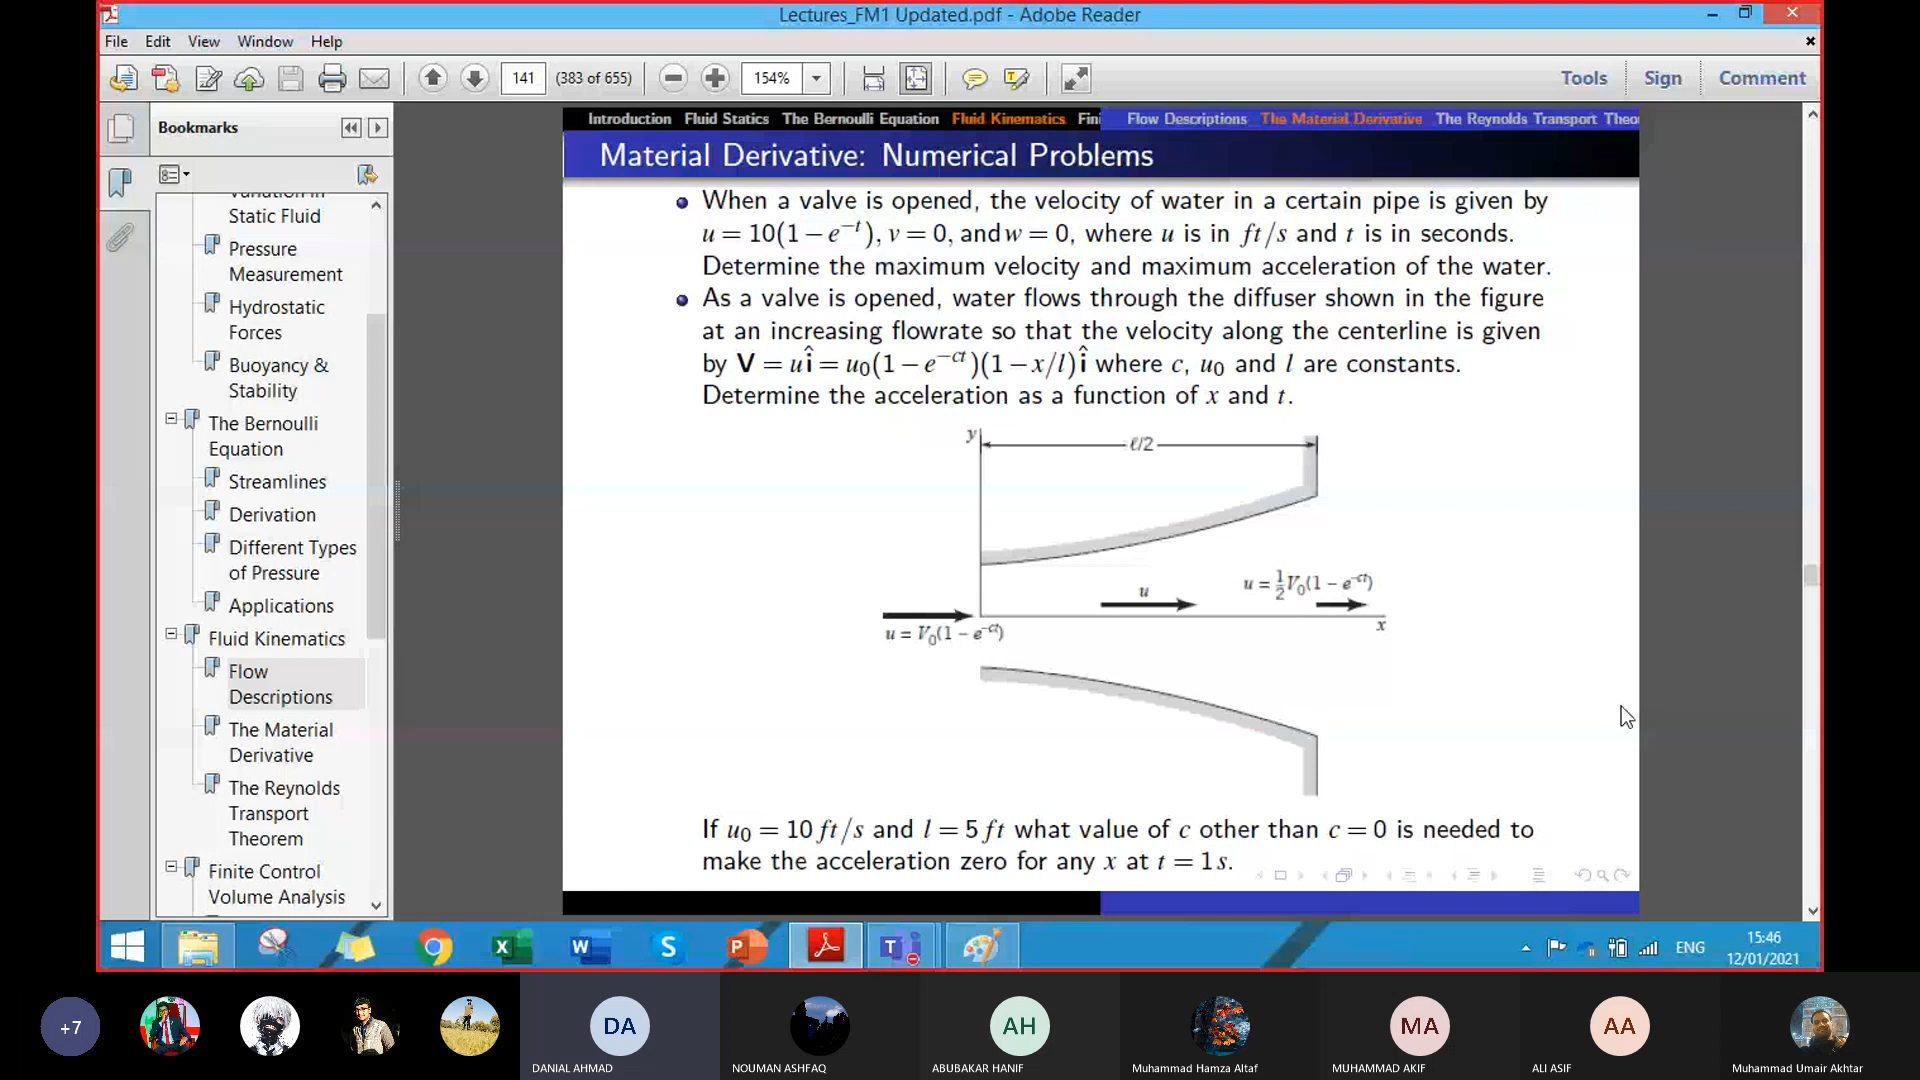 Lectures_FM1 Updated.pdf - Adobe Reader
File Edit View Window Help
141 (383 of 655) 154% Tools Sign Comment
Bookmarks
Variation in
Static Fluid
Pressure
Measurement
Hydrostatic
Forces
Buoyancy &
Stability
The Bernoulli
Equation
Streamlines
Derivation
Different Types
of Pressure
Applications
Fluid Kinematics
Flow
Descriptions
The Material
Derivative
The Reynolds
Transport
Theorem
Finite Control
Volume Analysis
Introduction Fluid Statics The Bernoulli Equation Fluid Kinematics Fini Flow Descriptions The Material Derivative The Reynolds Transport Theo
Material Derivative: Numerical Problems
When a valve is opened, the velocity of water in a certain pipe is given by
u = 10(1 − e^{−t}), v = 0, and w = 0, where u is in ft/s and t is in seconds.
Determine the maximum velocity and maximum acceleration of the water.
As a valve is opened, water flows through the diffuser shown in the figure
at an increasing flowrate so that the velocity along the centerline is given
by V = uî = u₀(1 − e^{−ct})(1 − x/l)î where c, u₀ and l are constants.
Determine the acceleration as a function of x and t.
y
ℓ/2
u = ½V₀(1 − e^{−ct})
u
x
u = V₀(1 − e^{−ct})
If u₀ = 10 ft/s and l = 5 ft what value of c other than c = 0 is needed to
make the acceleration zero for any x at t = 1 s.
ENG
15:46
12/01/2021
+7
DA
AH
MA
AA
DANIAL AHMAD
NOUMAN ASHFAQ
ABUBAKAR HANIF
Muhammad Hamza Altaf
MUHAMMAD AKIF
ALI ASIF
Muhammad Umair Akhtar